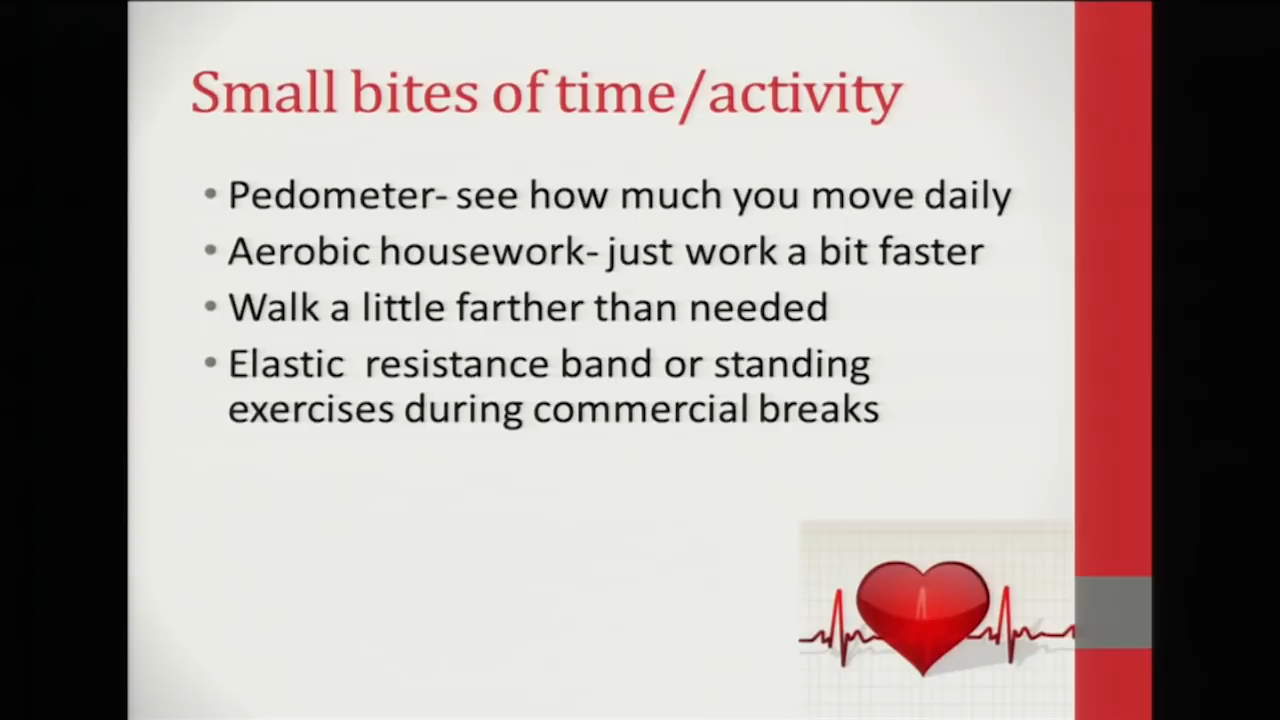 Small bites of time/activity
• Pedometer- see how much you move daily
• Aerobic housework- just work a bit faster
• Walk a little farther than needed
• Elastic  resistance band or standing
exercises during commercial breaks